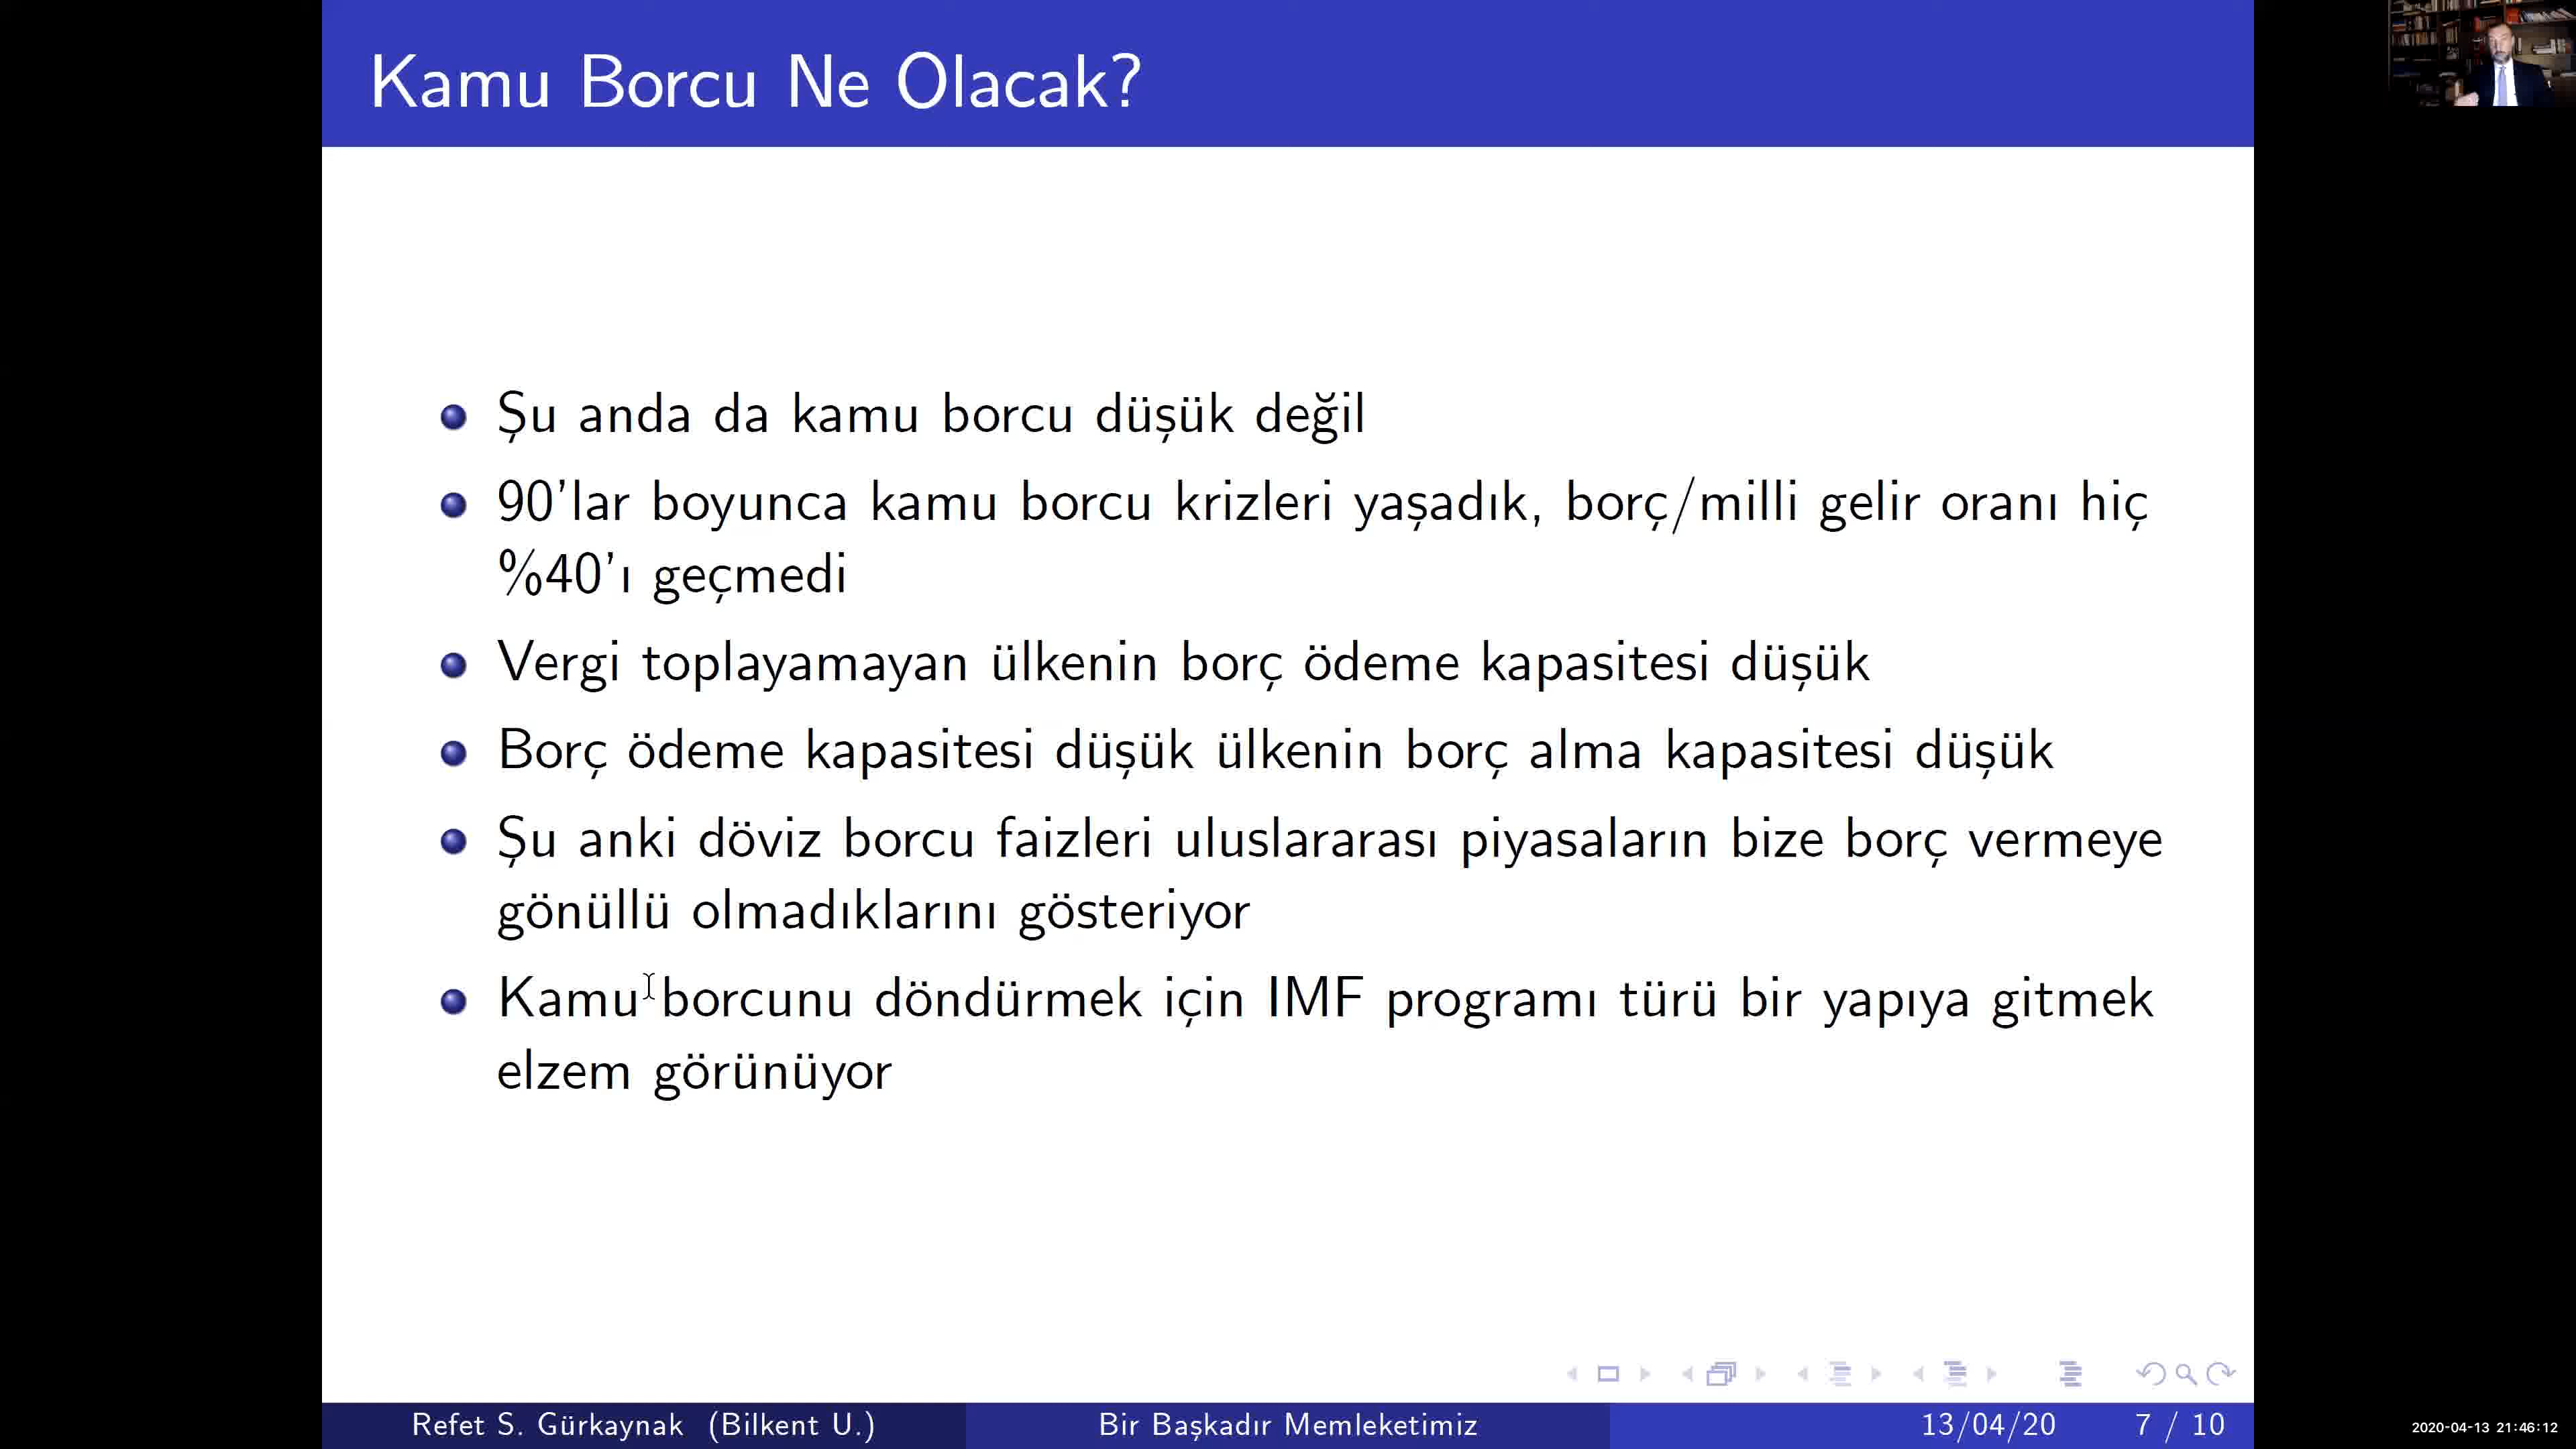 Kamu Borcu Ne Olacak?
Şu anda da kamu borcu düşük değil
90'lar boyunca kamu borcu krizleri yaşadık, borç/milli gelir oranı hiç
%40'ı geçmedi
Vergi toplayamayan ülkenin borç ödeme kapasitesi düşük
Borç ödeme kapasitesi düşük ülkenin borç alma kapasitesi düşük
Şu anki döviz borcu faizleri uluslararası piyasaların bize borç vermeye
gönüllü olmadıklarını gösteriyor
Kamu borcunu döndürmek için IMF programı türü bir yapıya gitmek
elzem görünüyor
Refet S. Gürkaynak (Bilkent U.)
Bir Başkadır Memleketimiz
13/04/20
7 / 10
2020-04-13 21:46:12